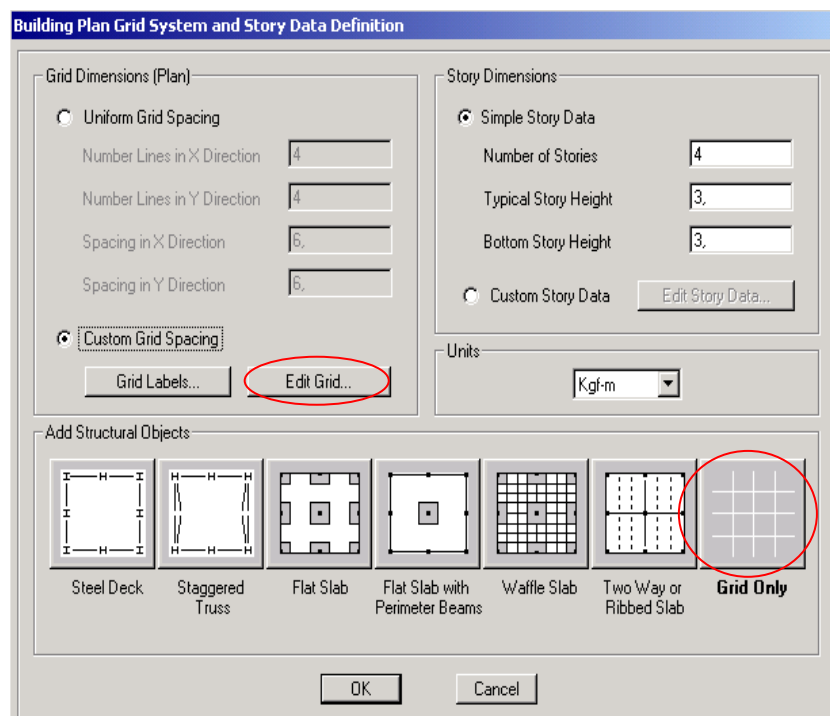 Building Plan Grid System and Story Data Definition
Grid Dimensions (Plan)
Uniform Grid Spacing
Number Lines in X Direction 4
Number Lines in Y Direction 4
Spacing in X Direction 6,
Spacing in Y Direction 6,
Custom Grid Spacing
Grid Labels... Edit Grid...
Story Dimensions
Simple Story Data
Number of Stories 4
Typical Story Height 3,
Bottom Story Height 3,
Custom Story Data Edit Story Data...
Units
Kgf-m
Add Structural Objects
Steel Deck
Staggered
Truss
Flat Slab
Flat Slab with
Perimeter Beams
Waffle Slab
Two Way or
Ribbed Slab
Grid Only
OK Cancel